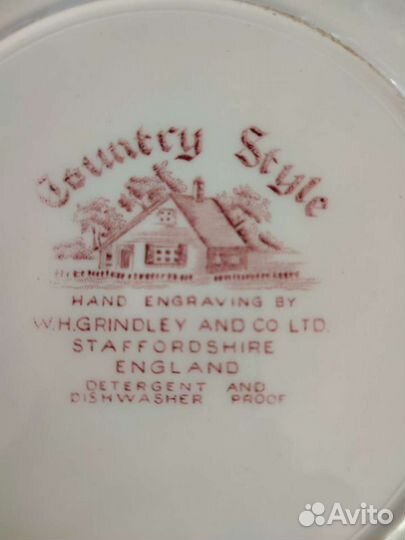 Country Style
HAND ENGRAVING BY
W.H.GRINDLEY AND CO LTD.
STAFFORDSHIRE
ENGLAND
DETERGENT AND
DISHWASHER PROOF
Avito